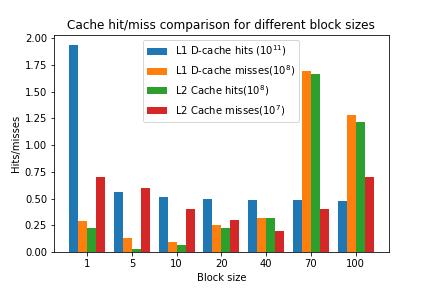 Cache hit/miss comparison for different block sizes
2.00
1.75
1.50
1.25
1.00
0.75
0.50
0.25
0.00
Hits/misses
L1 D-cache hits (10¹¹)
L1 D-cache misses(10⁸)
L2 Cache hits(10⁸)
L2 Cache misses(10⁷)
1 5 10 20 40 70 100
Block size